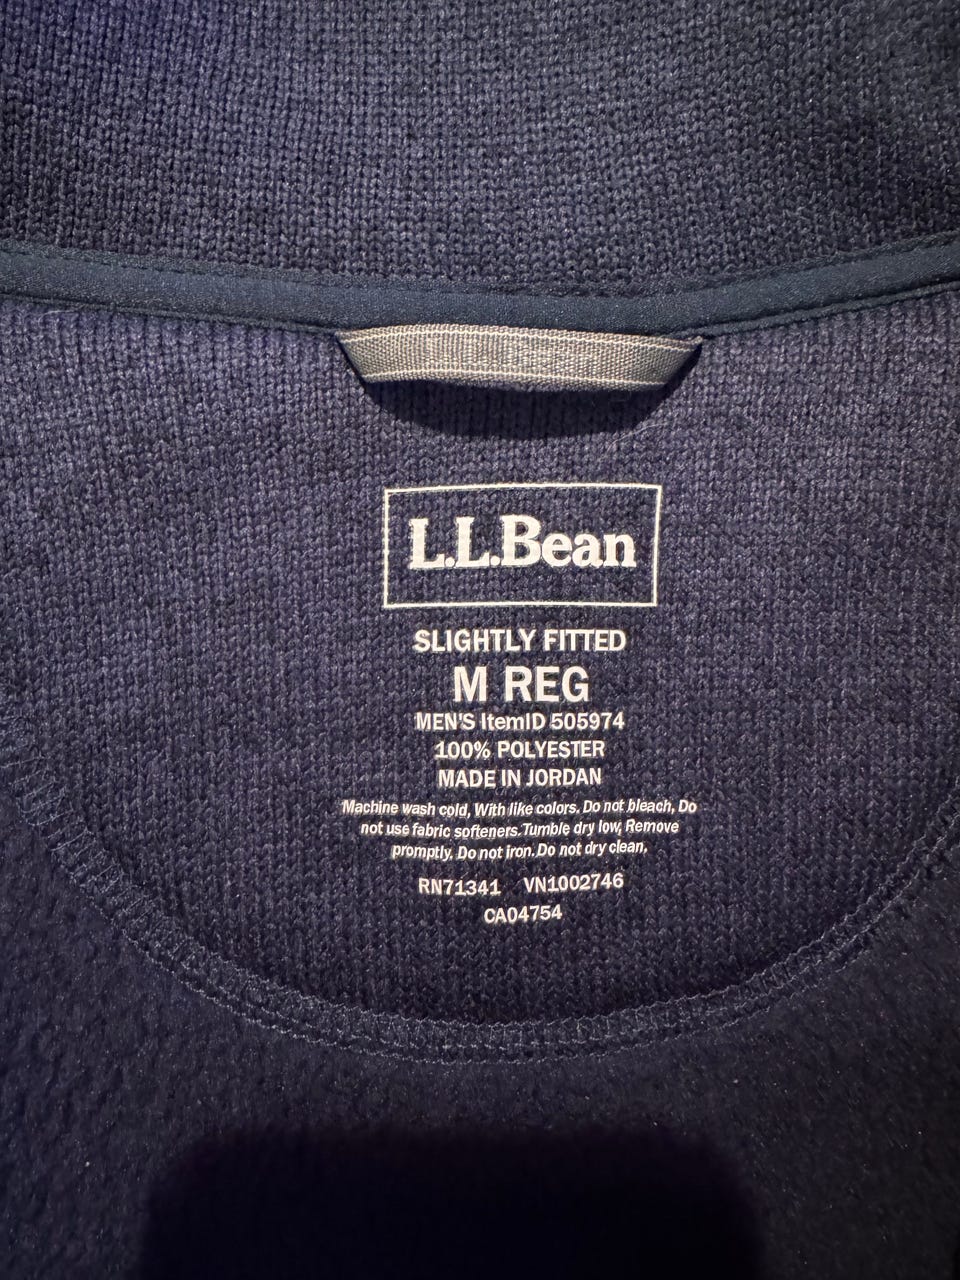 L.L.Bean
SLIGHTLY FITTED
M REG
MEN'S ItemID 505974
100% POLYESTER
MADE IN JORDAN
Machine wash cold, With like colors. Do not bleach, Do
not use fabric softeners. Tumble dry low, Remove
promptly, Do not iron. Do not dry clean,
RN71341 VN1002746
CA04754